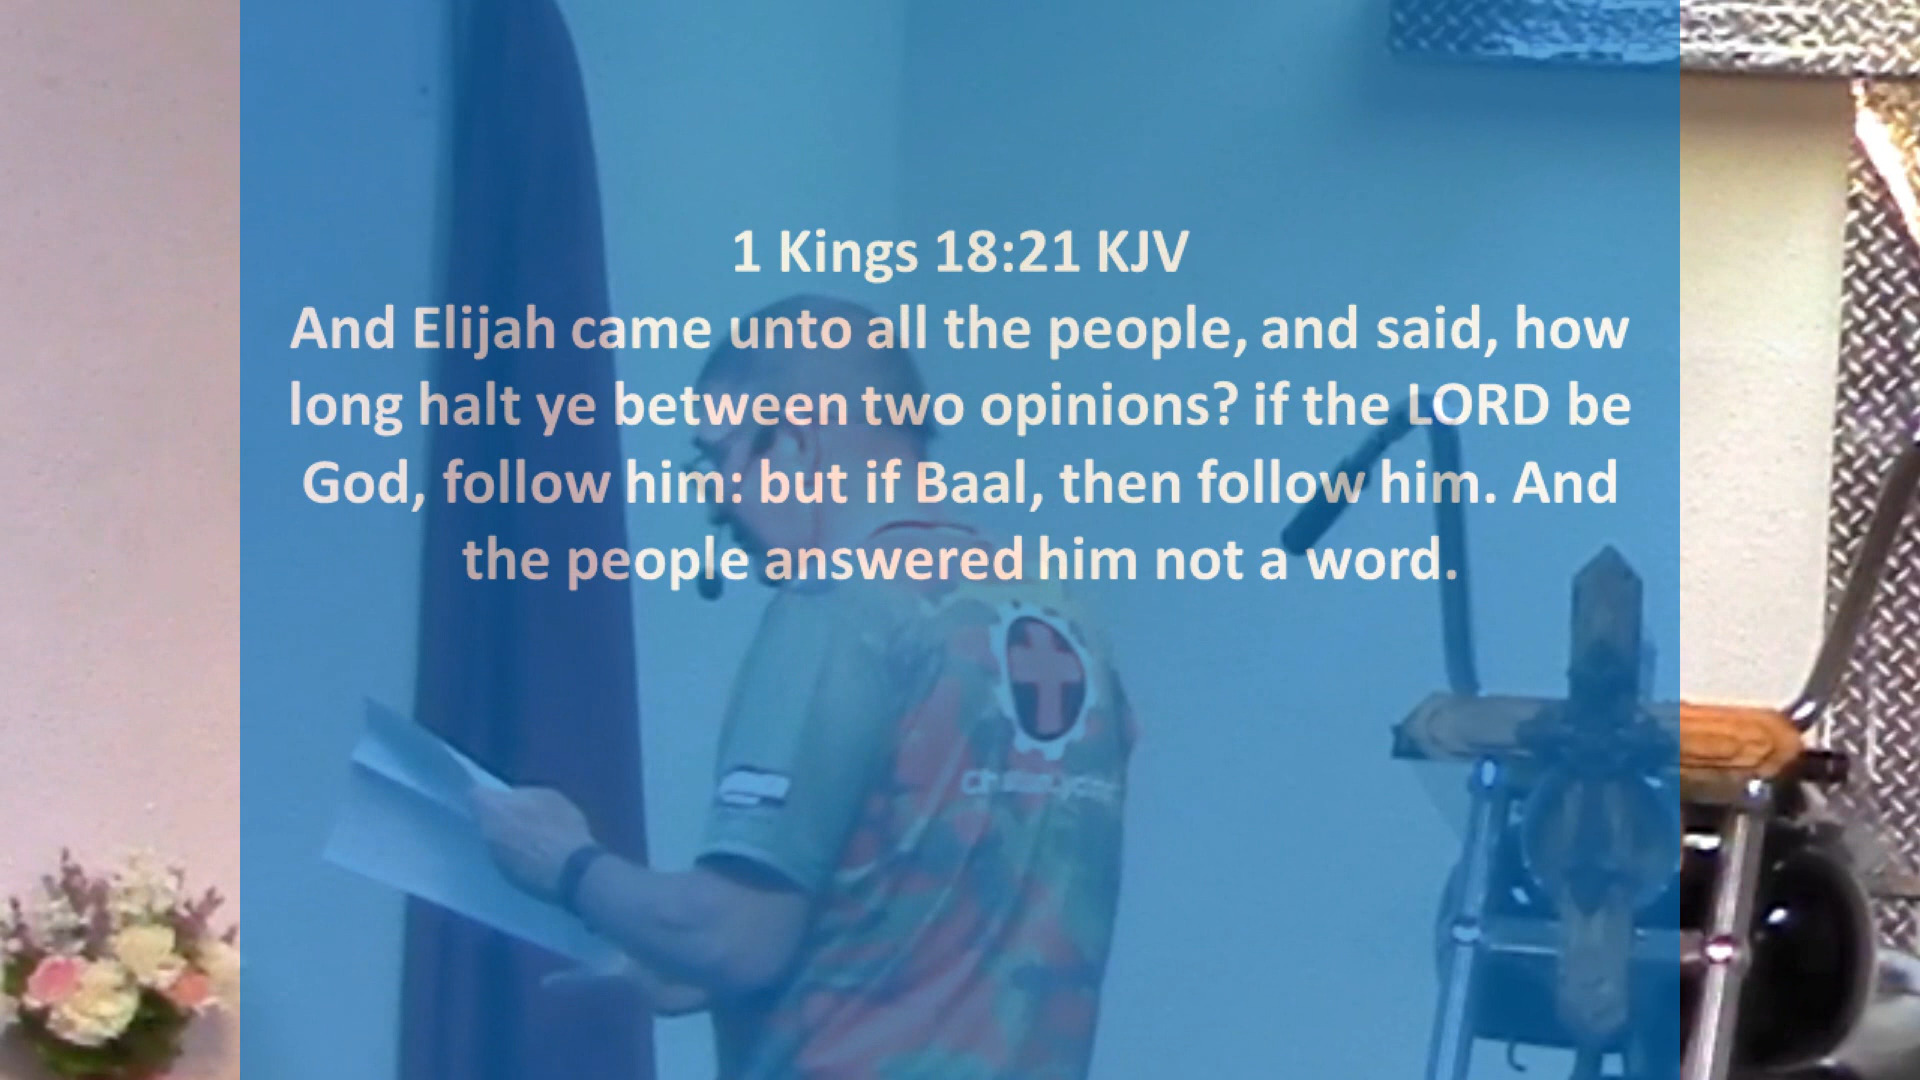 1 Kings 18:21 KJV
And Elijah came unto all the people, and said, how
long halt ye between two opinions? if the LORD be
God, follow him: but if Baal, then follow him. And
the people answered him not a word.